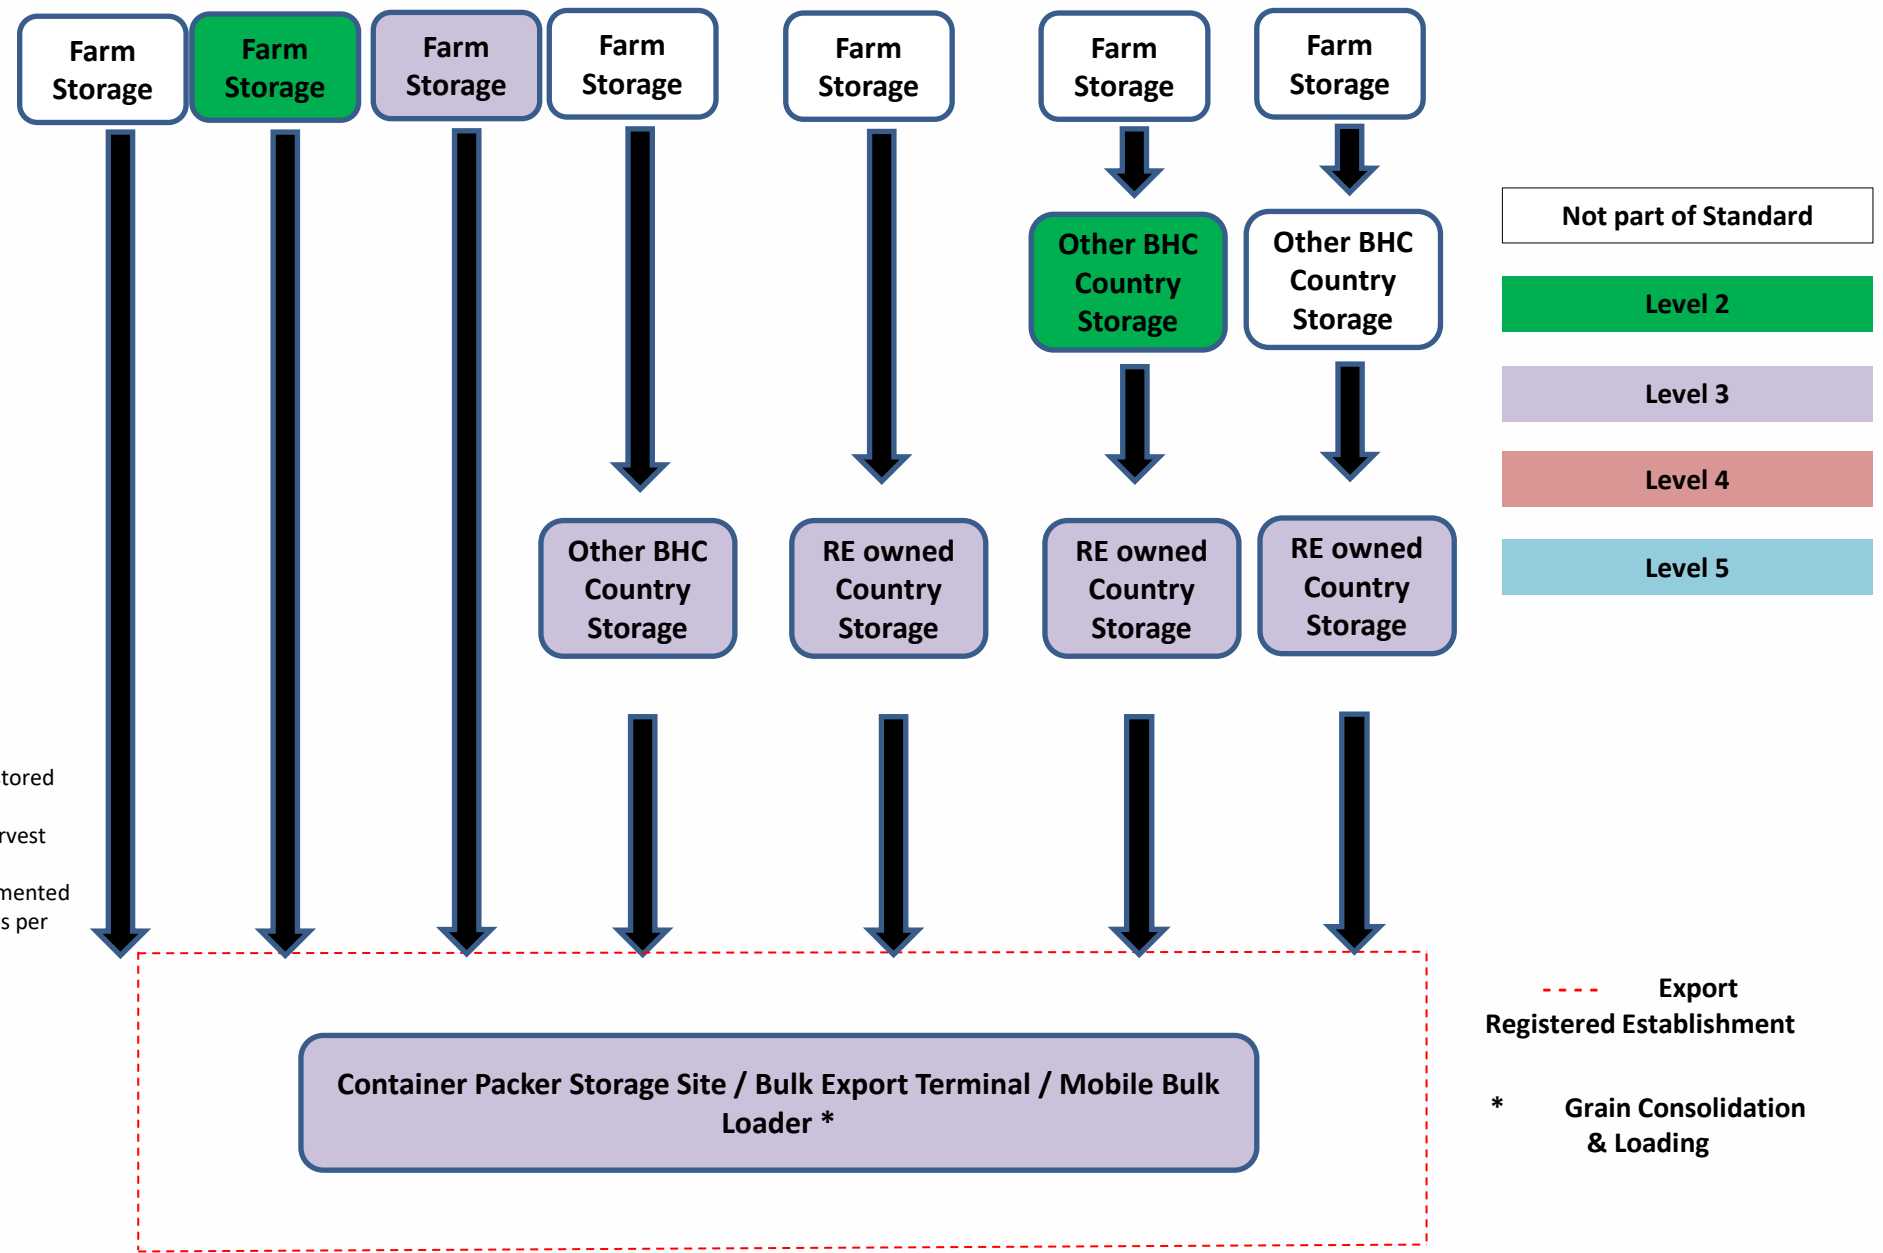 Farm
Storage
Farm
Storage
Farm
Storage
Farm
Storage
Farm
Storage
Farm
Storage
Farm
Storage
Other BHC
Country
Storage
Other BHC
Country
Storage
Not part of Standard
Level 2
Level 3
Level 4
Level 5
Other BHC
Country
Storage
RE owned
Country
Storage
RE owned
Country
Storage
RE owned
Country
Storage
tored
rvest
mented
s per
Container Packer Storage Site / Bulk Export Terminal / Mobile Bulk
Loader *
- - - - Export
Registered Establishment
* Grain Consolidation
& Loading